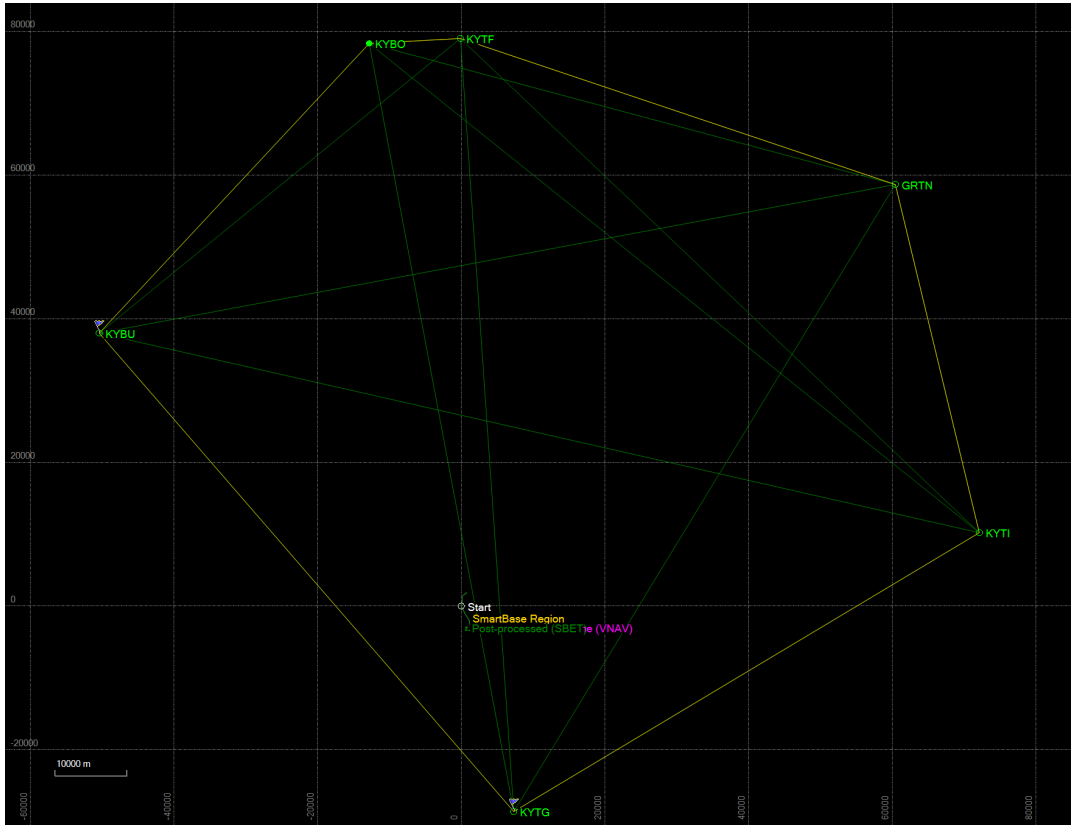 80000
KYBO
KYTF
60000
GRTN
40000
KYBU
20000
KYTI
0
Start
SmartBase Region
Post-processed (SBET) e (VNAV)
-20000
10000 m
KYTG
-60000
-40000
-20000
0
20000
40000
60000
80000